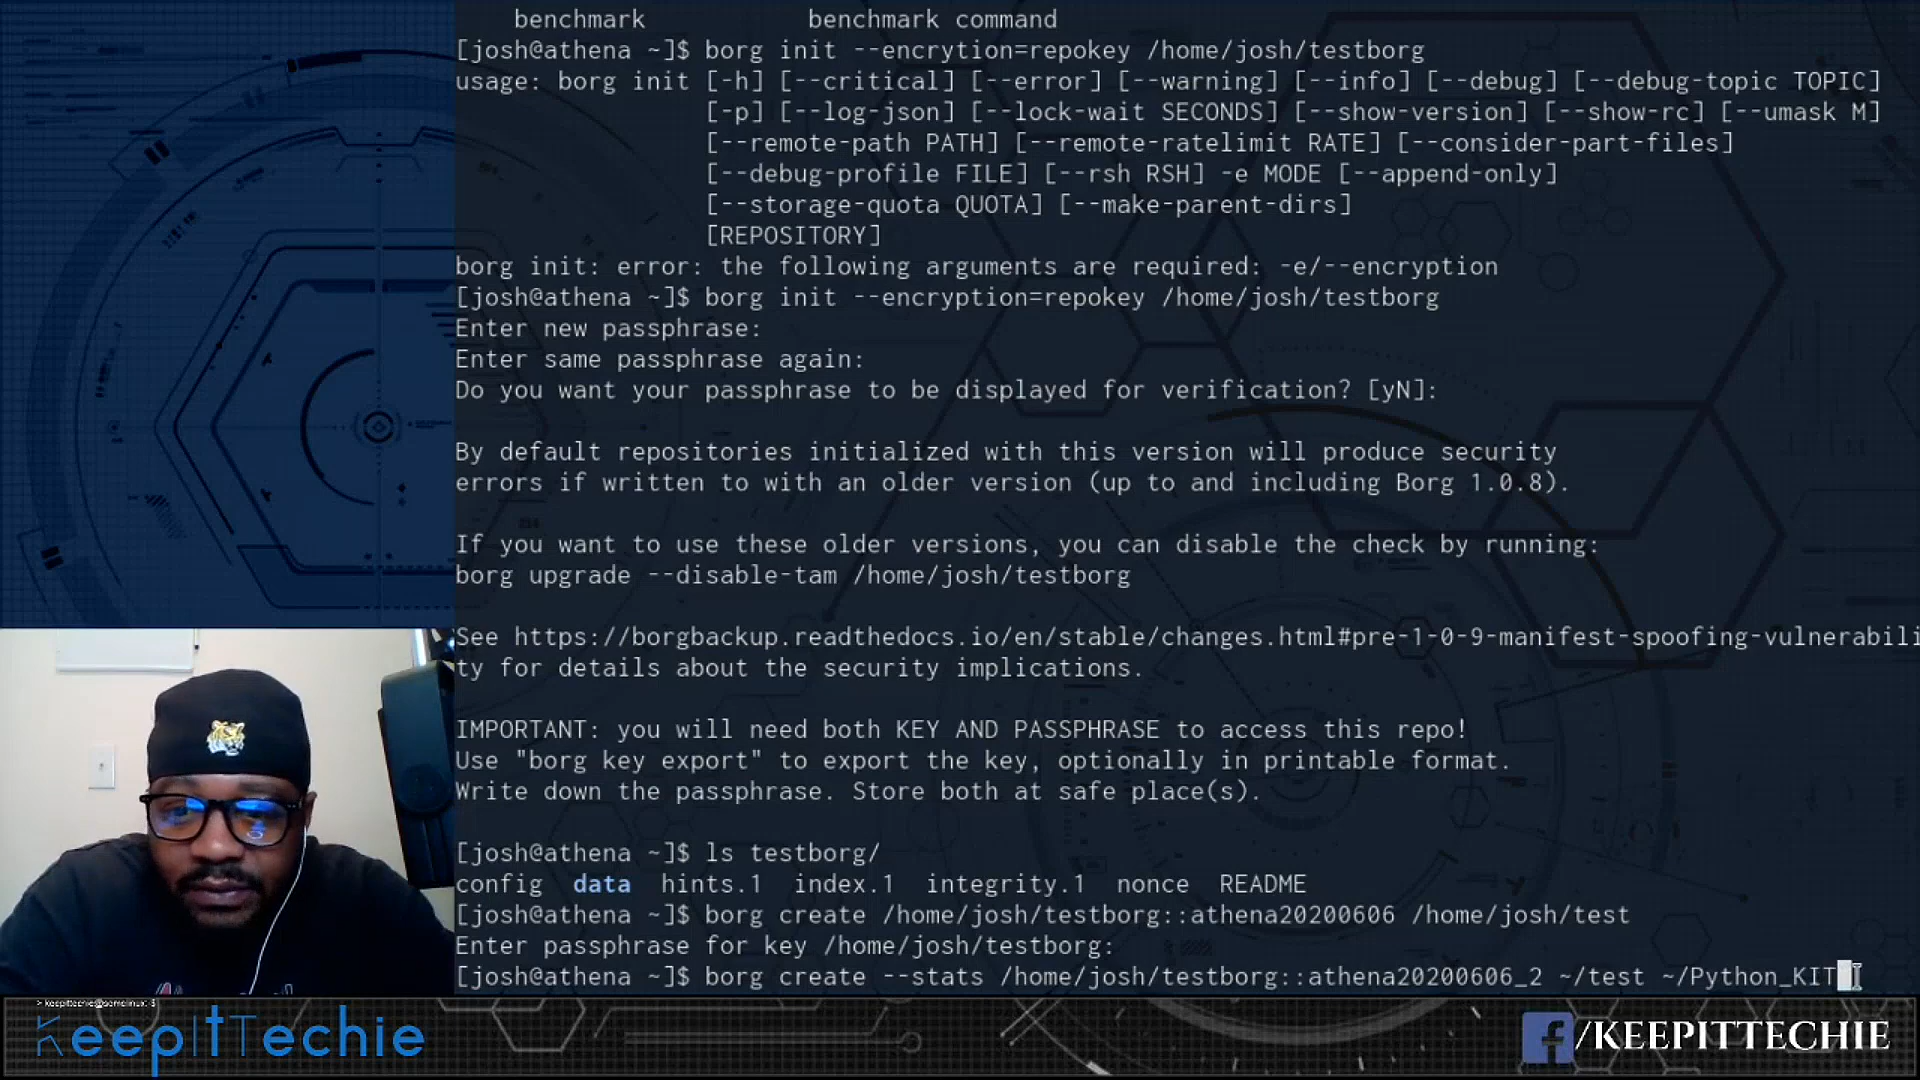 benchmark benchmark command
[josh@athena ~]$ borg init --encrytion=repokey /home/josh/testborg
usage: borg init [-h] [--critical] [--error] [--warning] [--info] [--debug] [--debug-topic TOPIC]
[-p] [--log-json] [--lock-wait SECONDS] [--show-version] [--show-rc] [--umask M]
[--remote-path PATH] [--remote-ratelimit RATE] [--consider-part-files]
[--debug-profile FILE] [--rsh RSH] -e MODE [--append-only]
[--storage-quota QUOTA] [--make-parent-dirs]
[REPOSITORY]
borg init: error: the following arguments are required: -e/--encryption
[josh@athena ~]$ borg init --encryption=repokey /home/josh/testborg
Enter new passphrase:
Enter same passphrase again:
Do you want your passphrase to be displayed for verification? [yN]:
By default repositories initialized with this version will produce security
errors if written to with an older version (up to and including Borg 1.0.8).
If you want to use these older versions, you can disable the check by running:
borg upgrade --disable-tam /home/josh/testborg
See https://borgbackup.readthedocs.io/en/stable/changes.html#pre-1-0-9-manifest-spoofing-vulnerabili
ty for details about the security implications.
IMPORTANT: you will need both KEY AND PASSPHRASE to access this repo!
Use "borg key export" to export the key, optionally in printable format.
Write down the passphrase. Store both at safe place(s).
[josh@athena ~]$ ls testborg/
config data hints.1 index.1 integrity.1 nonce README
[josh@athena ~]$ borg create /home/josh/testborg::athena20200606 /home/josh/test
Enter passphrase for key /home/josh/testborg:
[josh@athena ~]$ borg create --stats /home/josh/testborg::athena20200606_2 ~/test ~/Python_KIT
> keepittechie@somelinux:~$
KeepItTechie
/KEEPITTECHIE